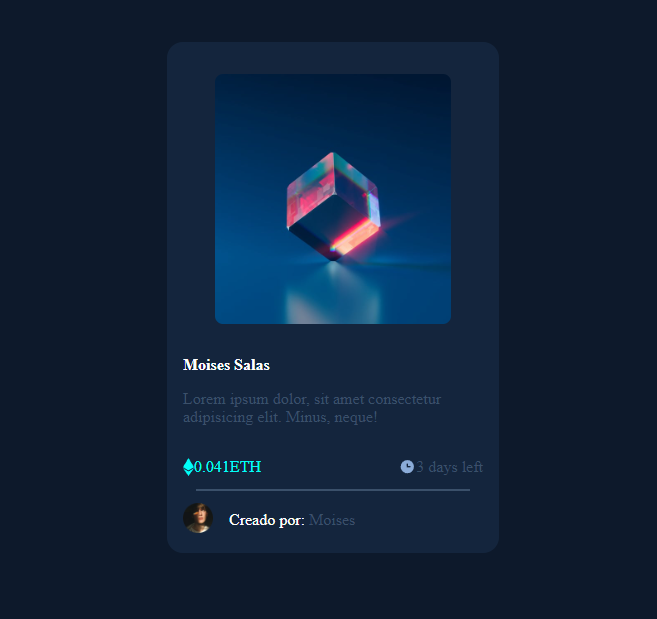 Moises Salas
Lorem ipsum dolor, sit amet consectetur
adipisicing elit. Minus, neque!
0.041ETH 3 days left
Creado por: Moises